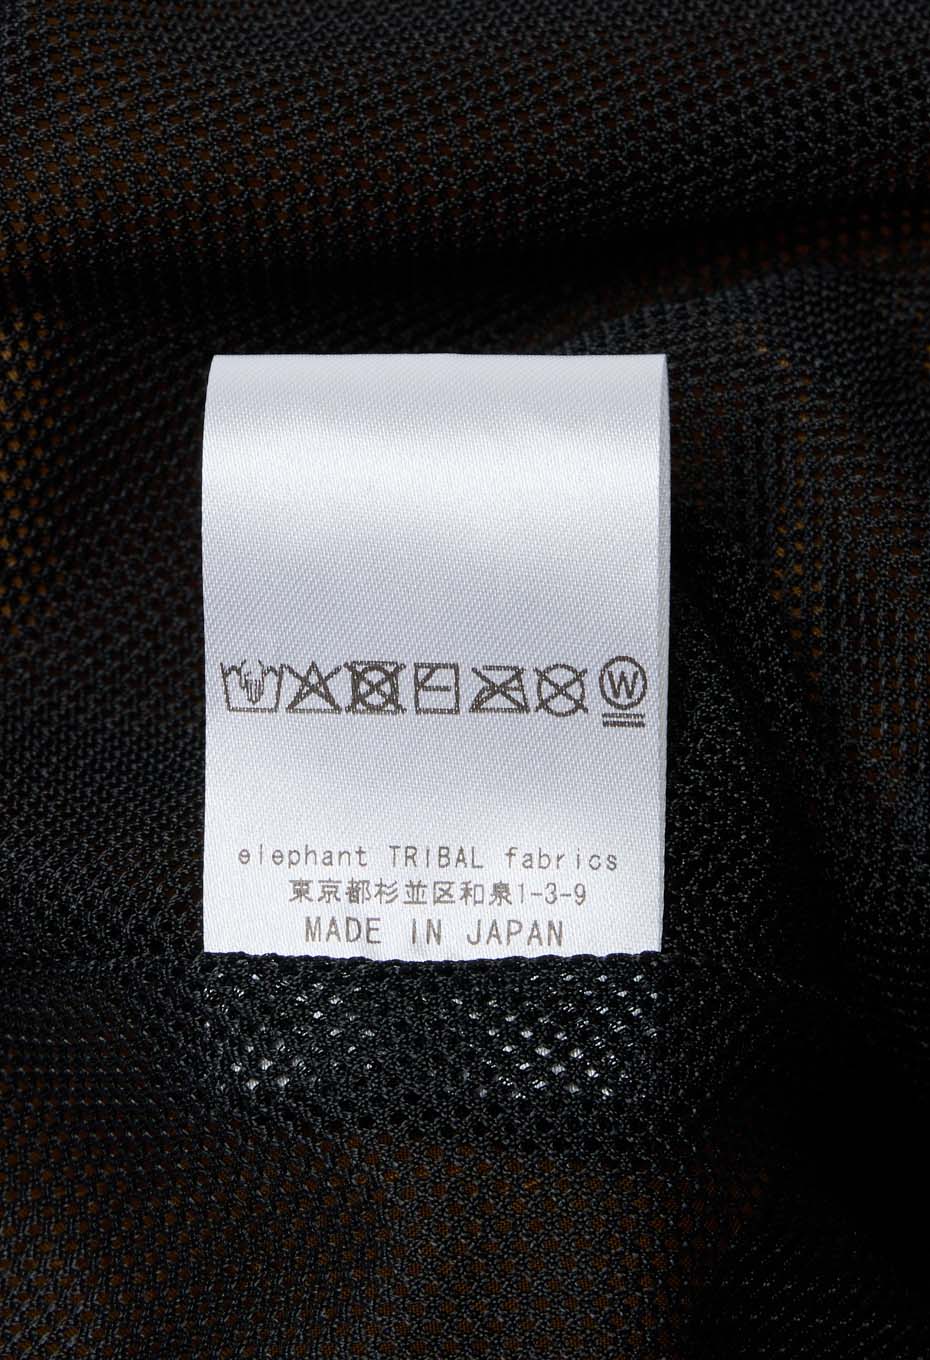 W
elephant TRIBAL fabrics
東京都杉並区和泉1-3-9
MADE IN JAPAN